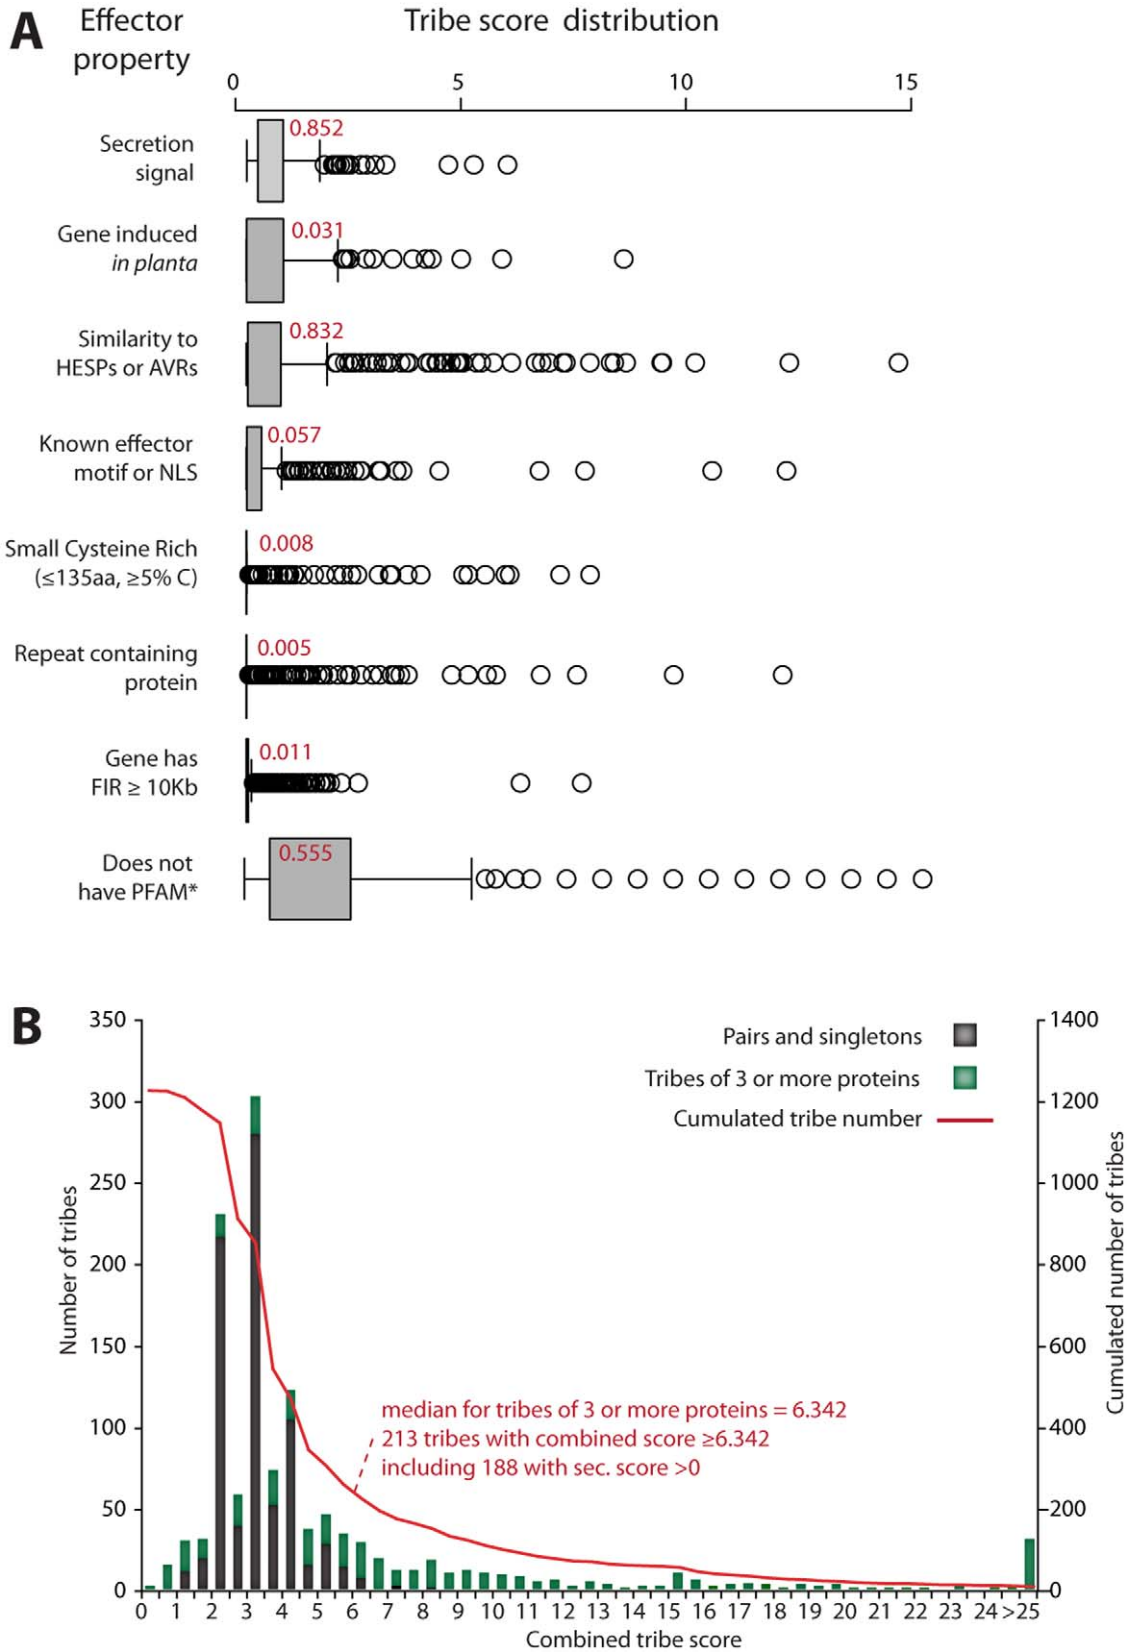 A
Effector
property
Tribe score distribution
0 5 10 15
Secretion
signal
0.852
Gene induced
in planta
0.031
Similarity to
HESPs or AVRs
0.832
Known effector
motif or NLS
0.057
Small Cysteine Rich
(≤135aa, ≥5% C)
0.008
Repeat containing
protein
0.005
Gene has
FIR ≥ 10Kb
0.011
Does not
have PFAM*
0.555
B
350
300
250
200
150
100
50
0
Number of tribes
Pairs and singletons
Tribes of 3 or more proteins
Cumulated tribe number
median for tribes of 3 or more proteins = 6.342
213 tribes with combined score ≥6.342
including 188 with sec. score >0
1400
1200
1000
800
600
400
200
0
Cumulated number of tribes
0 1 2 3 4 5 6 7 8 9 10 11 12 13 14 15 16 17 18 19 20 21 22 23 24 >25
Combined tribe score